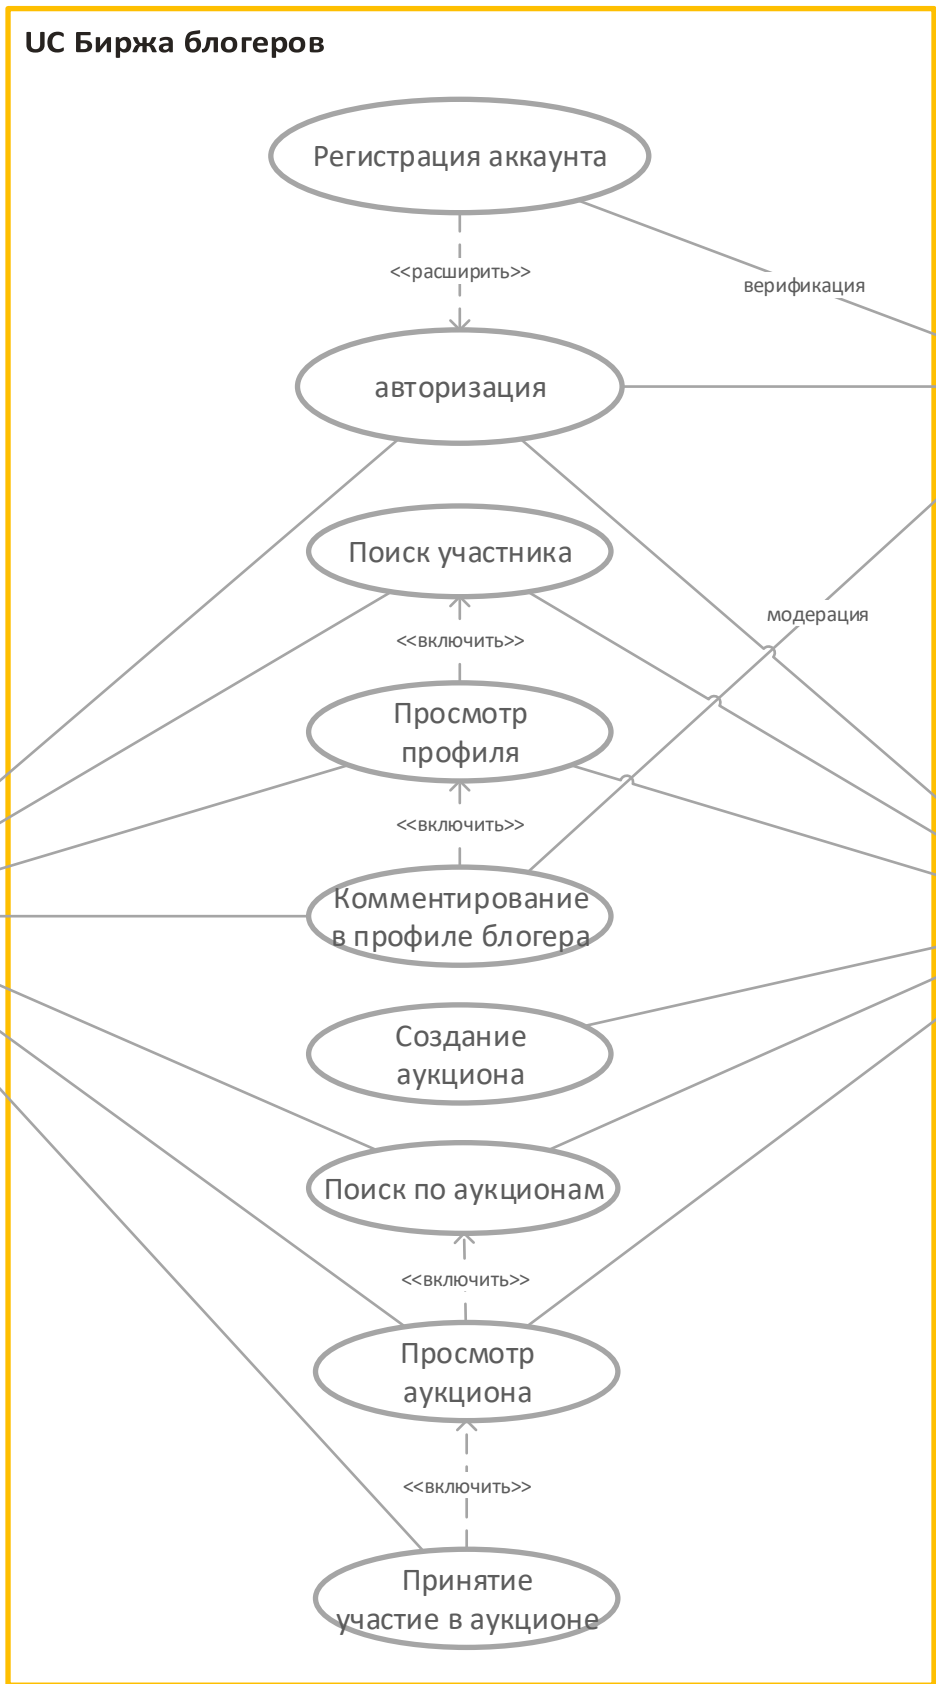 UC Биржа блогеров
Регистрация аккаунта
<<расширить>>
верификация
авторизация
Поиск участника
модерация
<<включить>>
Просмотр
профиля
<<включить>>
Комментирование
в профиле блогера
Создание
аукциона
Поиск по аукционам
<<включить>>
Просмотр
аукциона
<<включить>>
Принятие
участие в аукционе